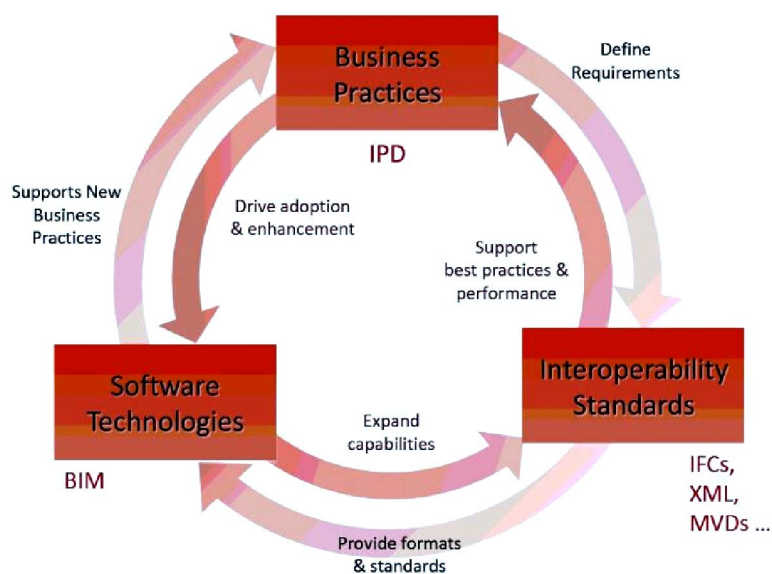 Business
Practices
IPD
Define
Requirements
Supports New
Business
Practices
Drive adoption
& enhancement
Support
best practices &
performance
Software
Technologies
BIM
Interoperability
Standards
IFCs,
XML,
MVDs ...
Expand
capabilities
Provide formats
& standards